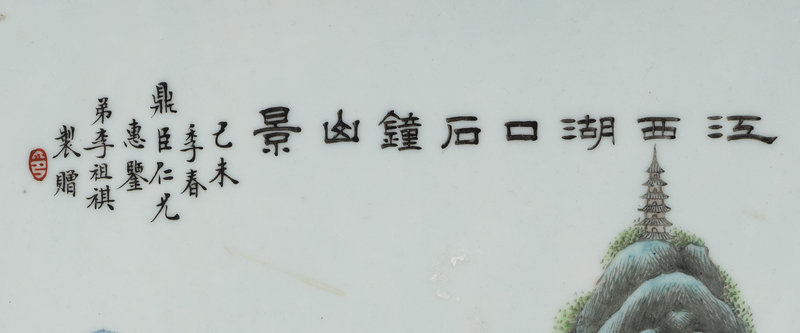 江西湖口石鐘山景
己未
季春
鼎臣仁兄
惠鑒
弟李祖祺
製贈